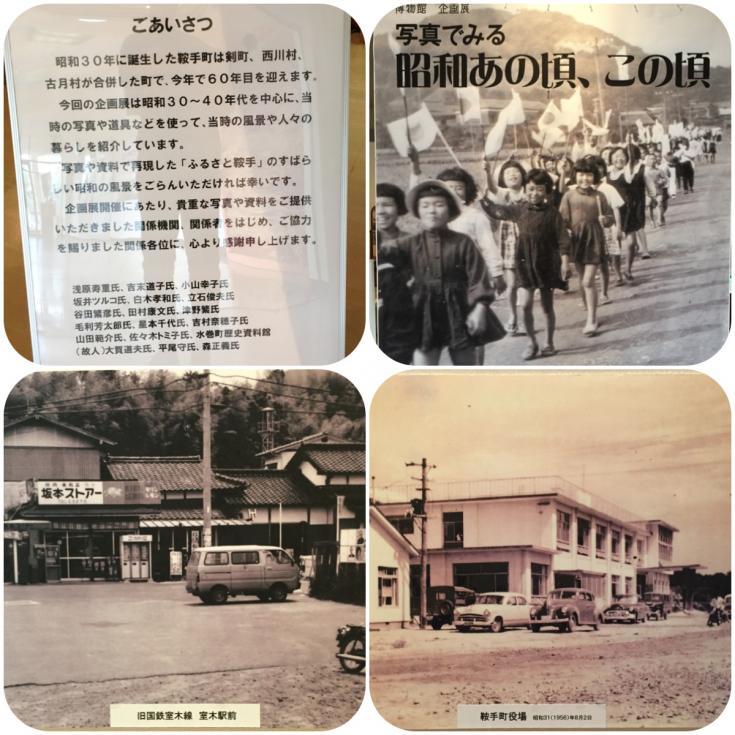 ごあいさつ
昭和30年に誕生した鞍手町は剣町、西川村、
古月村が合併した町で、今年で60年目を迎えます。
今回の企画展は昭和30～40年代を中心に、当
時の写真や道具などを使って、当時の風景や人々の
暮らしを紹介しています。
写真や資料で再現した「ふるさと鞍手」のすばら
しい昭和の風景をごらんいただければ幸いです。
企画展開催にあたり、貴重な写真や資料をご提供
いただきました関係機関、関係者をはじめ、ご協力
を賜りました関係各位に、心より感謝申し上げます。
浅原寿重氏、吉末道子氏、小山幸子氏
坂井ツルコ氏、白木孝和氏、立石俊夫氏
谷田繁彦氏、田村康文氏、津野繁氏
毛利芳太郎氏、星本千代氏、吉村奈穂子氏
山田範介氏、佐々木トミ子氏、水巻町歴史資料館
（故人）大貫道夫氏、平尾守氏、森正義氏
博物館 企画展
写真でみる
昭和あの頃、この頃
坂本ストアー
旧国鉄室木線 室木駅前
鞍手町役場 昭和31(1956)年8月2日